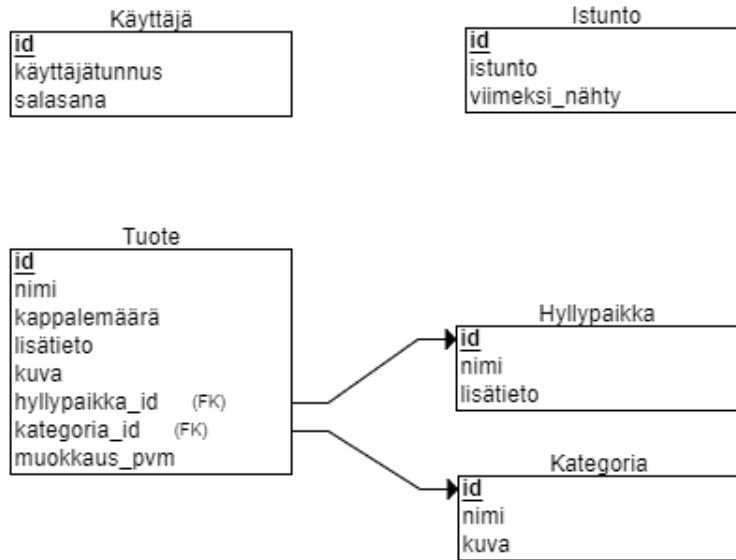 Käyttäjä
id
käyttäjätunnus
salasana
Istunto
id
istunto
viimeksi_nähty
Tuote
id
nimi
kappalemäärä
lisätieto
kuva
hyllypaikka_id (FK)
kategoria_id (FK)
muokkaus_pvm
Hyllypaikka
id
nimi
lisätieto
Kategoria
id
nimi
kuva